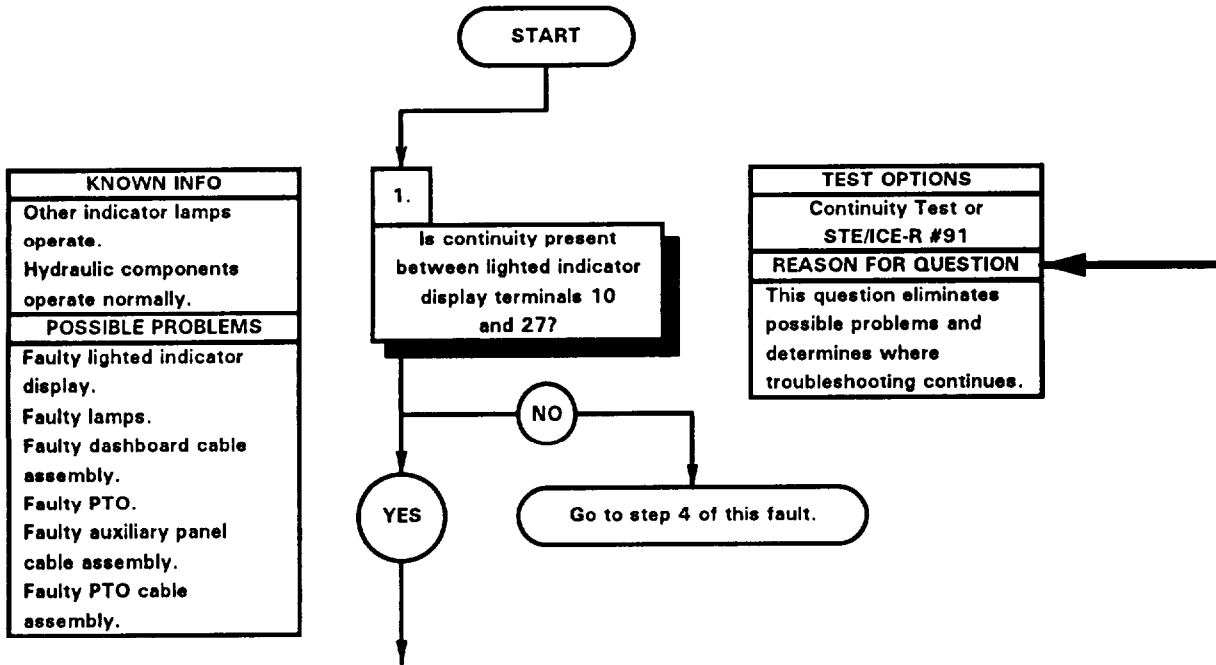 START
KNOWN INFO
Other indicator lamps
operate.
Hydraulic components
operate normally.
POSSIBLE PROBLEMS
Faulty lighted indicator
display.
Faulty lamps.
Faulty dashboard cable
assembly.
Faulty PTO.
Faulty auxiliary panel
cable assembly.
Faulty PTO cable
assembly.
1.
Is continuity present
between lighted indicator
display terminals 10
and 27?
TEST OPTIONS
Continuity Test or
STE/ICE-R #91
REASON FOR QUESTION
This question eliminates
possible problems and
determines where
troubleshooting continues.
NO
YES
Go to step 4 of this fault.